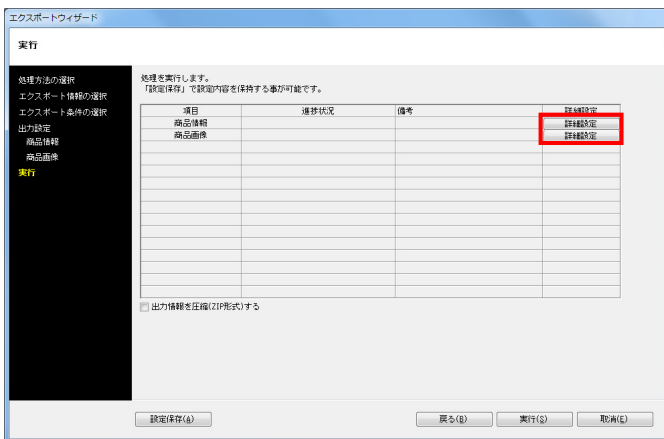 エクスポートウィザード
実行
処理方法の選択
エクスポート情報の選択
エクスポート条件の選択
出力設定
商品情報
商品画像
実行
処理を実行します。
「設定保存」で設定内容を保持する事が可能です。
項目 進捗状況 備考 詳細設定
商品情報 詳細設定
商品画像 詳細設定
出力情報を圧縮(ZIP形式)する
設定保存(A) 戻る(B) 実行(S) 取消(E)